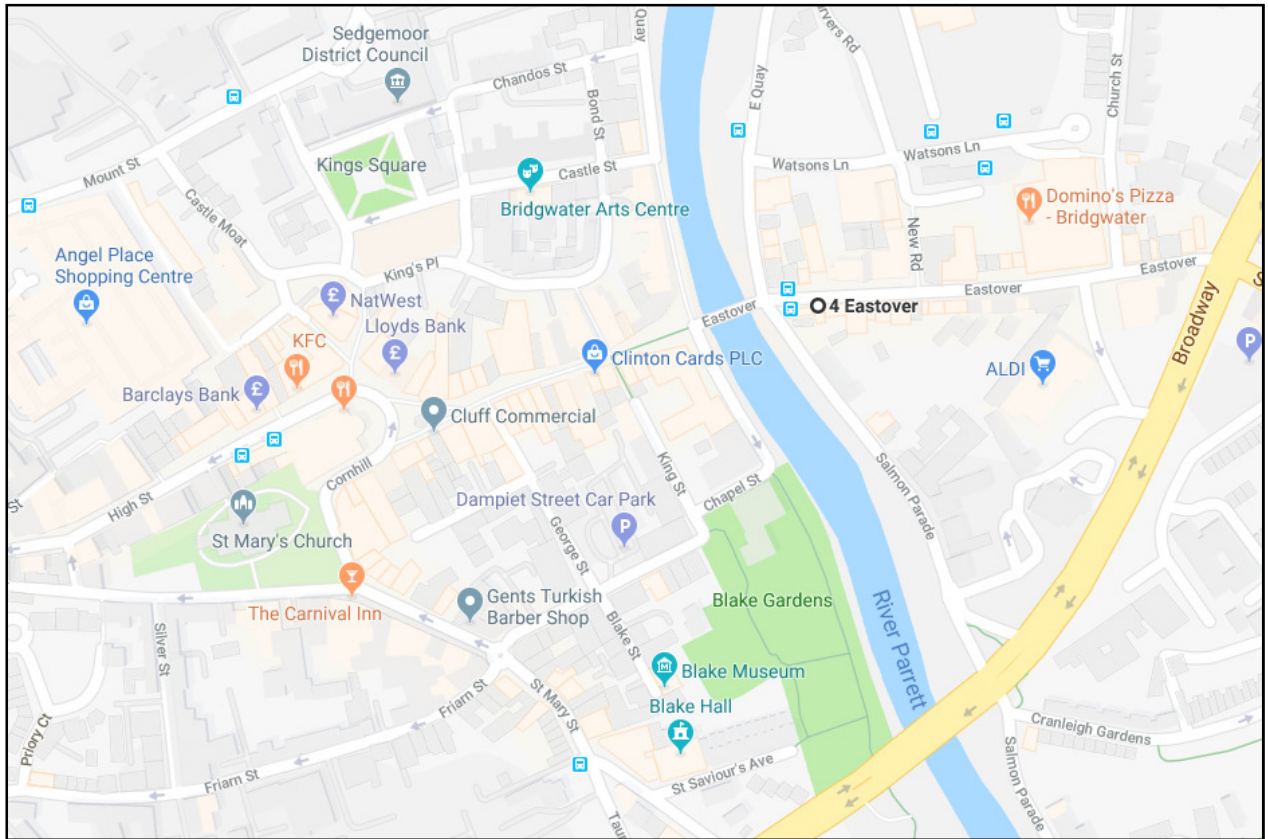 Sedgemoor
District Council
Quay
Chandos St
Bond St
E Quay
arvers Rd
Church St
Mount St
Kings Square
Castle St
Bridgwater Arts Centre
Watsons Ln
Watsons Ln
Domino's Pizza
- Bridgwater
Castle Moat
New Rd
Angel Place
Shopping Centre
King's Pl
Eastover
Eastover
S
NatWest
Lloyds Bank
Eastover
4 Eastover
Broadway
KFC
Clinton Cards PLC
ALDI
P
Barclays Bank
Cluff Commercial
Cornhill
King St
Salmon Parade
St
High St
Dampiet Street Car Park
P
Chapel St
St Mary's Church
George St
The Carnival Inn
Gents Turkish
Barber Shop
Blake Gardens
River Parrett
Silver St
Blake St
Blake Museum
Friarn St
St Mary St
Blake Hall
Priory Ct
Cranleigh Gardens
Friarn St
St Saviour's Ave
Salmon Parade
Tau